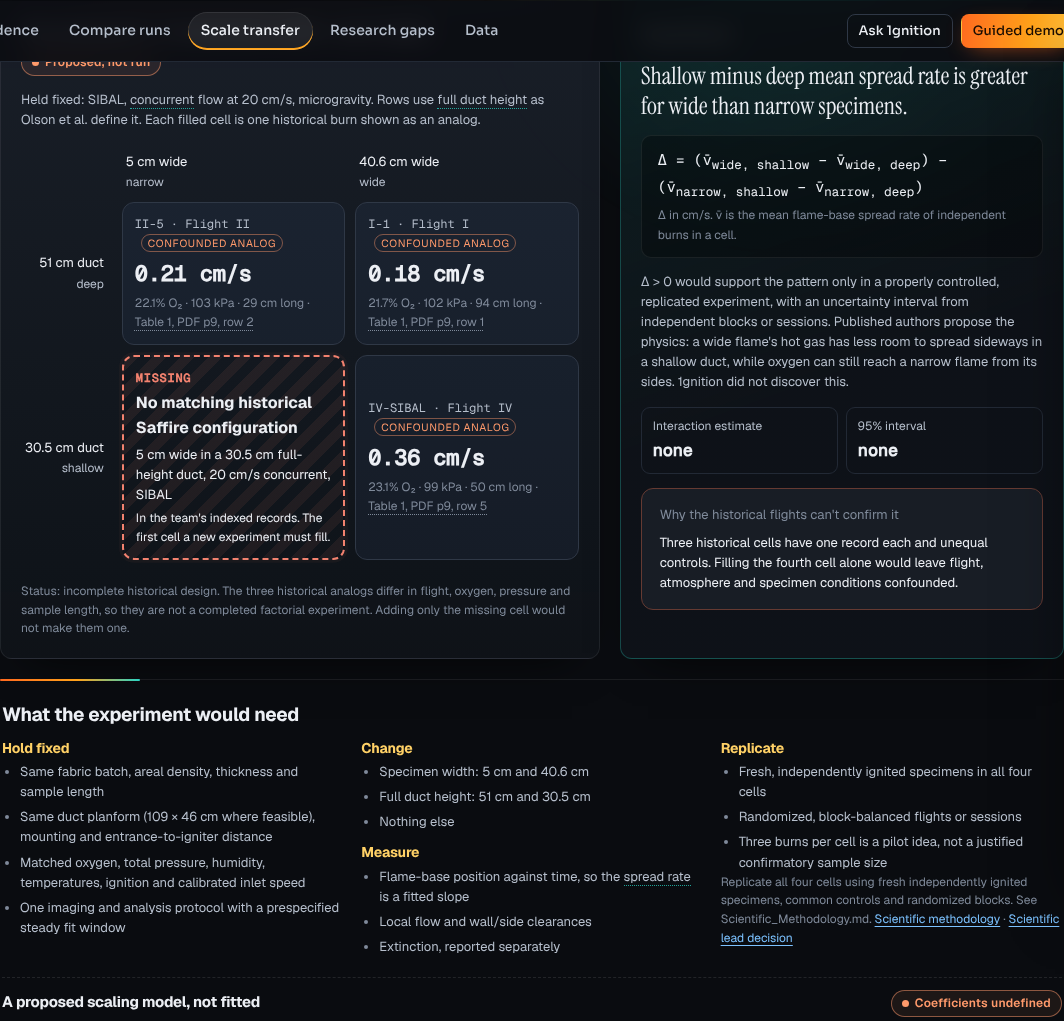 Compare runs
Scale transfer
Research gaps
Data
Ask 1gnition
Guided demo
Proposed, not run
Held fixed: SIBAL, concurrent flow at 20 cm/s, microgravity. Rows use full duct height as
Olson et al. define it. Each filled cell is one historical burn shown as an analog.
5 cm wide
narrow
40.6 cm wide
wide
51 cm duct
deep
II-5 · Flight II
CONFOUNDED ANALOG
0.21 cm/s
22.1% O₂ · 103 kPa · 29 cm long ·
Table 1, PDF p9, row 2
I-1 · Flight I
CONFOUNDED ANALOG
0.18 cm/s
21.7% O₂ · 102 kPa · 94 cm long ·
Table 1, PDF p9, row 1
30.5 cm duct
shallow
MISSING
No matching historical
Saffire configuration
5 cm wide in a 30.5 cm full-
height duct, 20 cm/s concurrent,
SIBAL
In the team's indexed records. The
first cell a new experiment must fill.
IV-SIBAL · Flight IV
CONFOUNDED ANALOG
0.36 cm/s
23.1% O₂ · 99 kPa · 50 cm long ·
Table 1, PDF p9, row 5
Status: incomplete historical design. The three historical analogs differ in flight, oxygen, pressure and
sample length, so they are not a completed factorial experiment. Adding only the missing cell would
not make them one.
Shallow minus deep mean spread rate is greater
for wide than narrow specimens.
Δ = (v̄wide, shallow − v̄wide, deep) −
(v̄narrow, shallow − v̄narrow, deep)
Δ in cm/s. v̄ is the mean flame-base spread rate of independent
burns in a cell.
Δ > 0 would support the pattern only in a properly controlled,
replicated experiment, with an uncertainty interval from
independent blocks or sessions. Published authors propose the
physics: a wide flame's hot gas has less room to spread sideways in
a shallow duct, while oxygen can still reach a narrow flame from its
sides. 1gnition did not discover this.
Interaction estimate
none
95% interval
none
Why the historical flights can't confirm it
Three historical cells have one record each and unequal
controls. Filling the fourth cell alone would leave flight,
atmosphere and specimen conditions confounded.
What the experiment would need
Hold fixed
• Same fabric batch, areal density, thickness and
sample length
• Same duct planform (109 × 46 cm where feasible),
mounting and entrance-to-igniter distance
• Matched oxygen, total pressure, humidity,
temperatures, ignition and calibrated inlet speed
• One imaging and analysis protocol with a prespecified
steady fit window
Change
• Specimen width: 5 cm and 40.6 cm
• Full duct height: 51 cm and 30.5 cm
• Nothing else
Measure
• Flame-base position against time, so the spread rate
is a fitted slope
• Local flow and wall/side clearances
• Extinction, reported separately
Replicate
• Fresh, independently ignited specimens in all four
cells
• Randomized, block-balanced flights or sessions
• Three burns per cell is a pilot idea, not a justified
confirmatory sample size
Replicate all four cells using fresh independently ignited
specimens, common controls and randomized blocks. See
Scientific_Methodology.md. Scientific methodology · Scientific
lead decision
A proposed scaling model, not fitted
Coefficients undefined